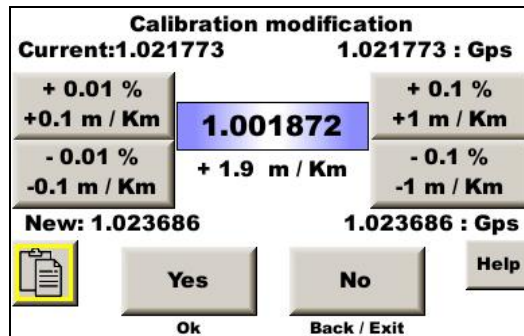 Calibration modification
Current:1.021773 1.021773 : Gps
+ 0.01 %
+0.1 m / Km
+ 0.1 %
+1 m / Km
1.001872
- 0.01 %
-0.1 m / Km
+ 1.9 m / Km
- 0.1 %
-1 m / Km
New: 1.023686 1.023686 : Gps
Yes
No
Help
Ok
Back / Exit